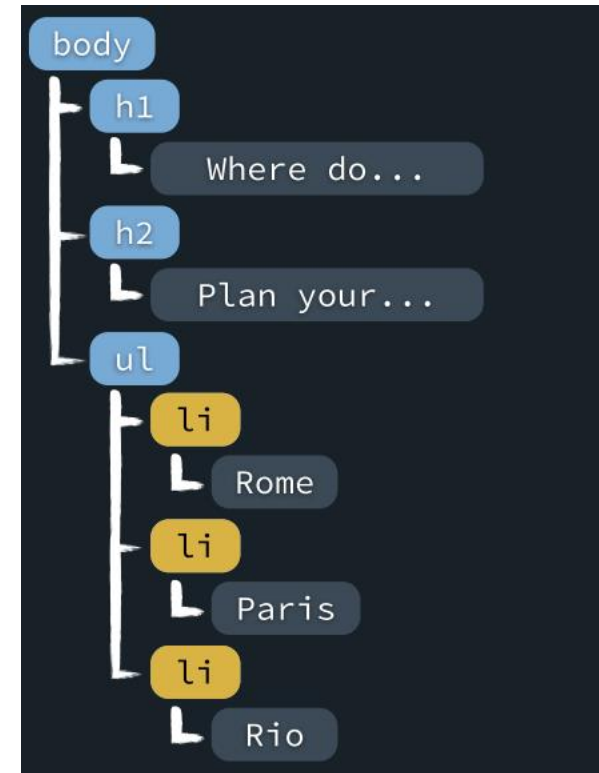 body
h1
Where do...
h2
Plan your...
ul
li
Rome
li
Paris
li
Rio